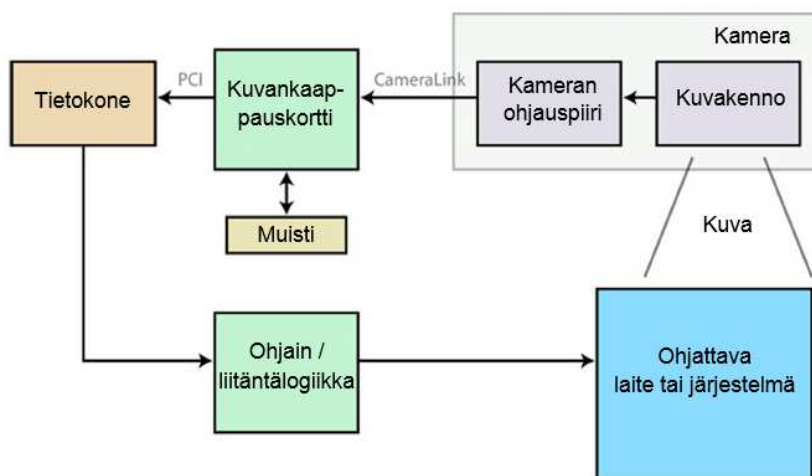 Kamera
Tietokone
PCI
Kuvankaap-
pauskortti
CameraLink
Kameran
ohjauspiiri
Kuvakenno
Muisti
Kuva
Ohjain /
liitäntälogiikka
Ohjattava
laite tai järjestelmä